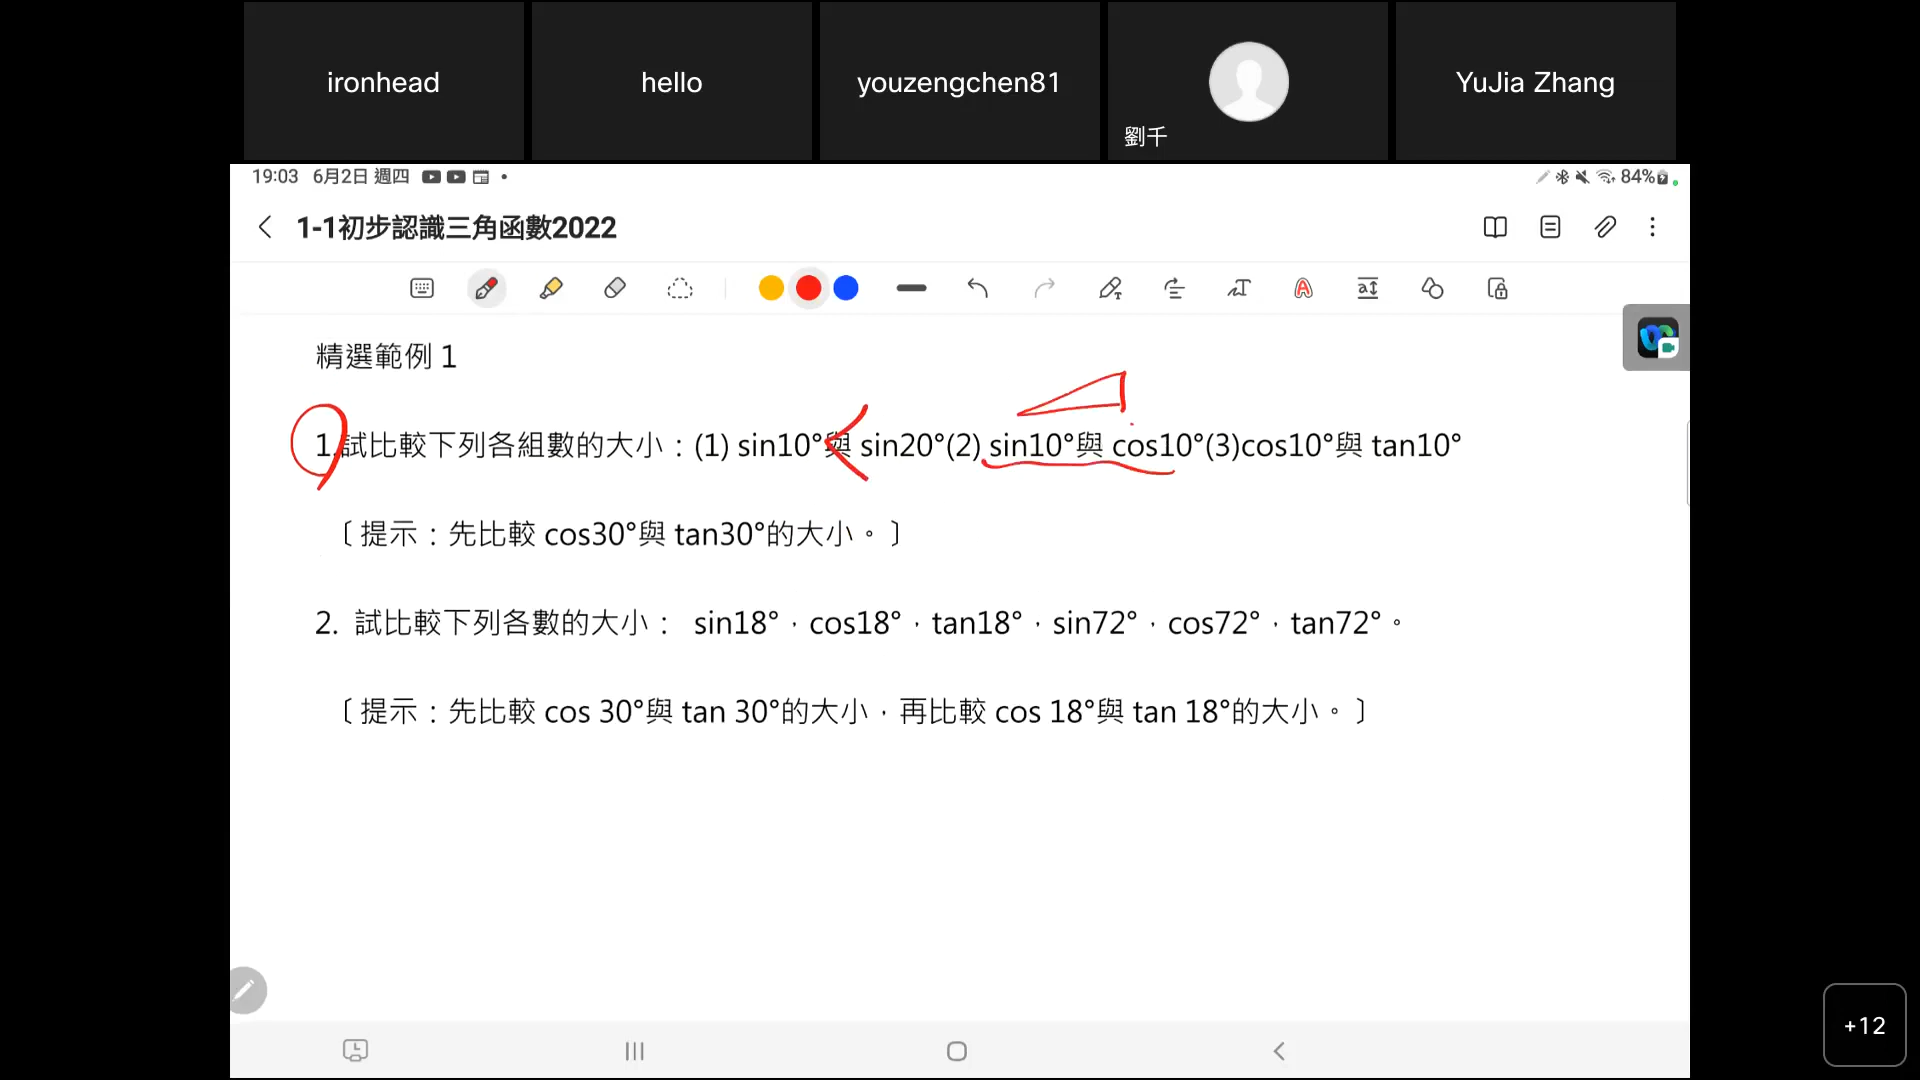 ironhead
hello
youzengchen81
劉千
YuJia Zhang
19:03 6月2日 週四
84%
1-1初步認識三角函數2022
精選範例 1
1.試比較下列各組數的大小：(1) sin10°與 sin20°(2) sin10°與 cos10°(3)cos10°與 tan10°
〔提示：先比較 cos30°與 tan30°的大小。〕
2. 試比較下列各數的大小： sin18°，cos18°，tan18°，sin72°，cos72°，tan72°。
〔提示：先比較 cos 30°與 tan 30°的大小，再比較 cos 18°與 tan 18°的大小。〕
+12